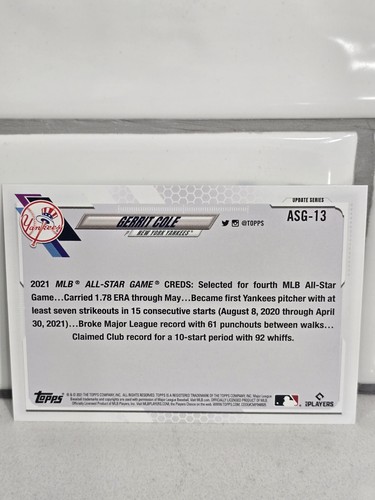 UPDATE SERIES
ASG-13
Yankees
GERRIT COLE
NEW YORK YANKEES®
@TOPPS
2021 MLB® ALL-STAR GAME® CREDS: Selected for fourth MLB All-Star
Game...Carried 1.78 ERA through May...Became first Yankees pitcher with at
least seven strikeouts in 15 consecutive starts (August 8, 2020 through April
30, 2021)...Broke Major League record with 61 punchouts between walks...
Claimed Club record for a 10-start period with 92 whiffs.
Topps
PLAYERS